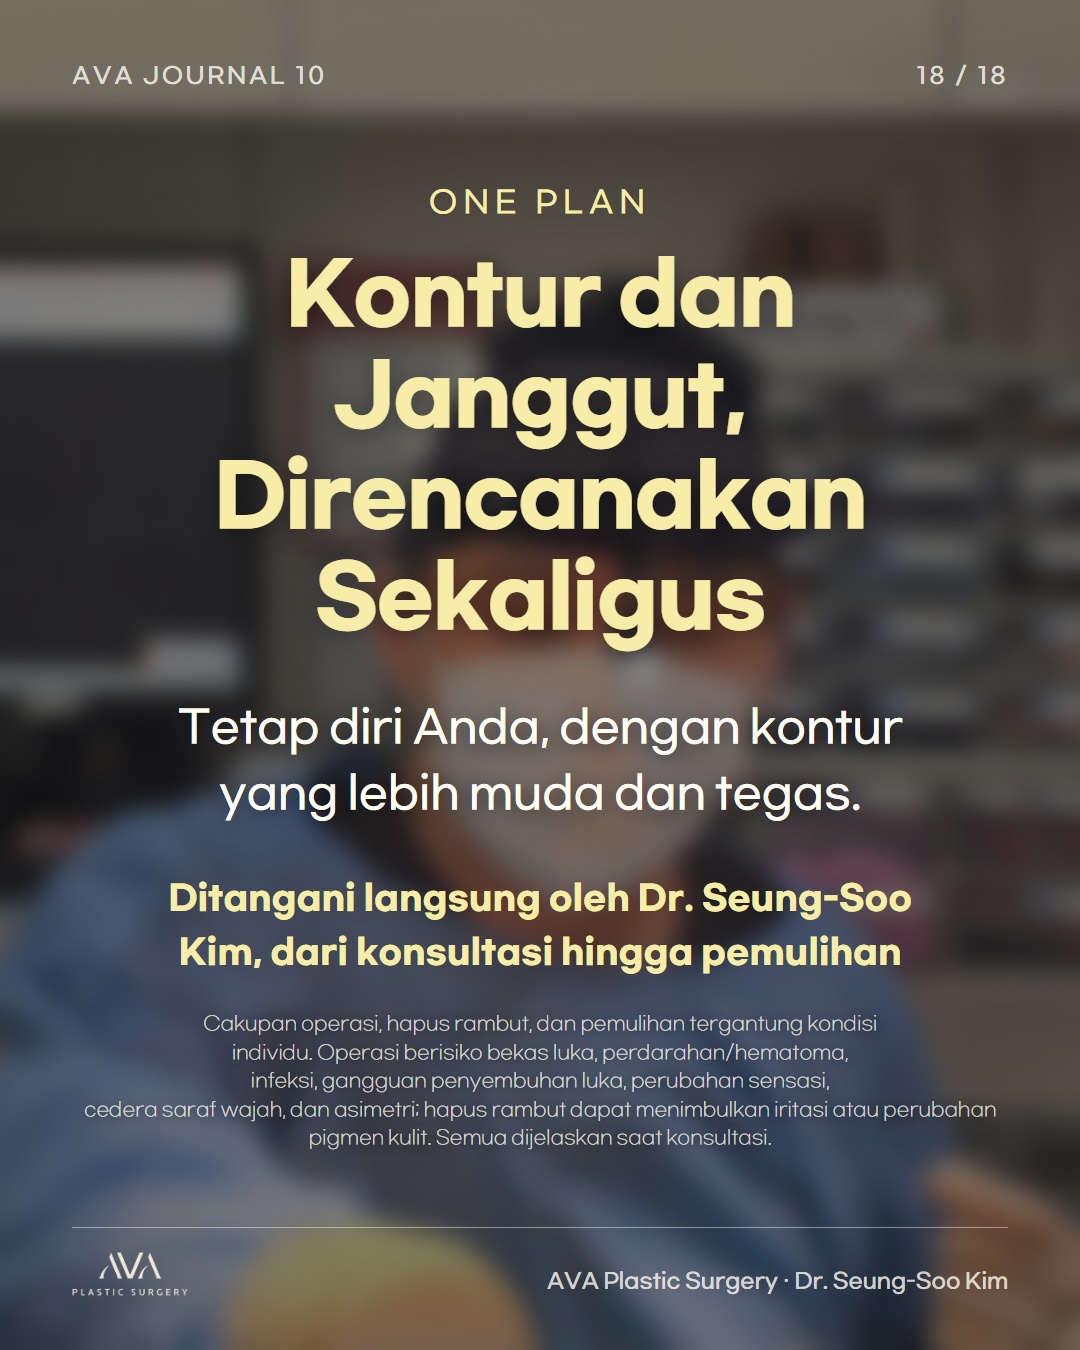 AVA JOURNAL 10
18 / 18
ONE PLAN
Kontur dan
Janggut,
Direncanakan
Sekaligus
Tetap diri Anda, dengan kontur
yang lebih muda dan tegas.
Ditangani langsung oleh Dr. Seung-Soo
Kim, dari konsultasi hingga pemulihan
Cakupan operasi, hapus rambut, dan pemulihan tergantung kondisi
individu. Operasi berisiko bekas luka, perdarahan/hematoma,
infeksi, gangguan penyembuhan luka, perubahan sensasi,
cedera saraf wajah, dan asimetri; hapus rambut dapat menimbulkan iritasi atau perubahan
pigmen kulit. Semua dijelaskan saat konsultasi.
AVA
PLASTIC SURGERY
AVA Plastic Surgery · Dr. Seung-Soo Kim